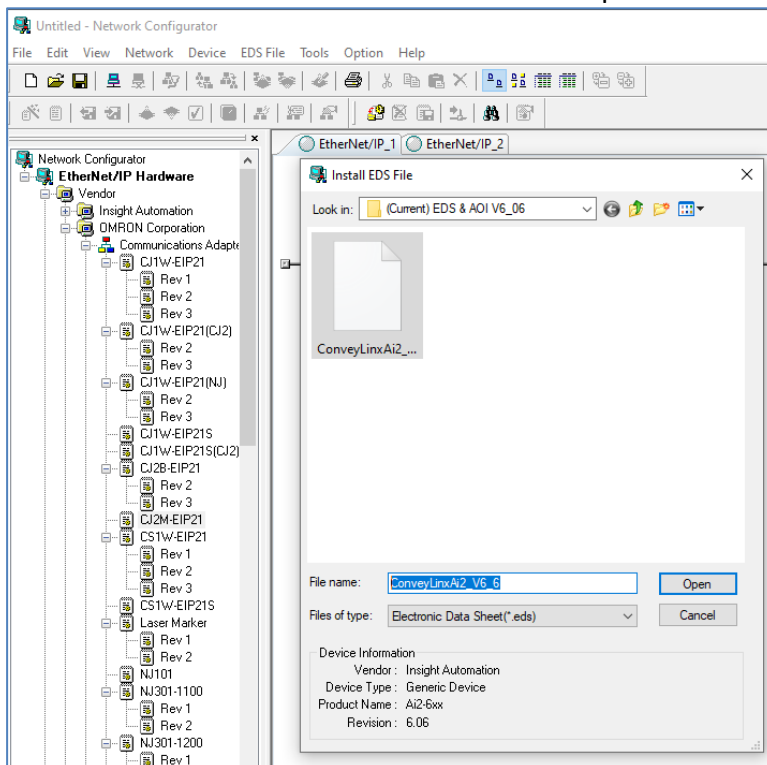 Untitled - Network Configurator
File Edit View Network Device EDS File Tools Option Help
EtherNet/IP_1 EtherNet/IP_2
Network Configurator
EtherNet/IP Hardware
Vendor
Insight Automation
OMRON Corporation
Communications Adapte
CJ1W-EIP21
Rev 1
Rev 2
Rev 3
CJ1W-EIP21(CJ2)
Rev 2
Rev 3
CJ1W-EIP21(NJ)
Rev 2
Rev 3
CJ1W-EIP21S
CJ1W-EIP21S(CJ2)
CJ2B-EIP21
Rev 2
Rev 3
CJ2M-EIP21
CS1W-EIP21
Rev 1
Rev 2
Rev 3
CS1W-EIP21S
Laser Marker
Rev 1
Rev 2
NJ101
NJ301-1100
Rev 1
Rev 2
NJ301-1200
Rev 1
Install EDS File
Look in: (Current) EDS & AOI V6_06
ConveyLinxAi2_...
File name: ConveyLinxAi2_V6_6 Open
Files of type: Electronic Data Sheet(*.eds) Cancel
Device Information
Vendor : Insight Automation
Device Type : Generic Device
Product Name : Ai2-6xx
Revision : 6.06